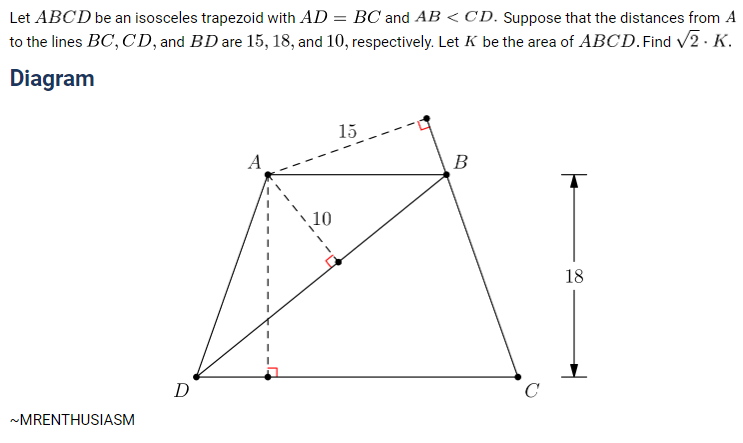 Let ABCD be an isosceles trapezoid with AD = BC and AB < CD. Suppose that the distances from A
to the lines BC, CD, and BD are 15, 18, and 10, respectively. Let K be the area of ABCD. Find √2 · K.
Diagram
15
A
B
10
18
D
C
~MRENTHUSIASM